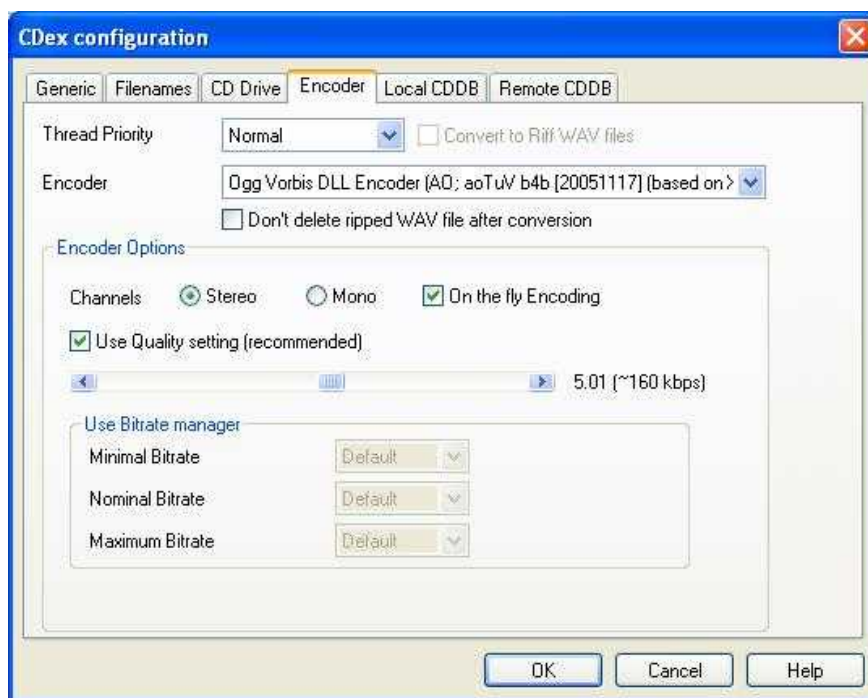 CDex configuration
Generic Filenames CD Drive Encoder Local CDDB Remote CDDB
Thread Priority Normal Convert to Riff WAV files
Encoder Ogg Vorbis DLL Encoder (AO; aoTuV b4b [20051117] (based on X
Don't delete ripped WAV file after conversion
Encoder Options
Channels Stereo Mono On the fly Encoding
Use Quality setting (recommended)
5.01 (~160 kbps)
Use Bitrate manager
Minimal Bitrate Default
Nominal Bitrate Default
Maximum Bitrate Default
OK Cancel Help